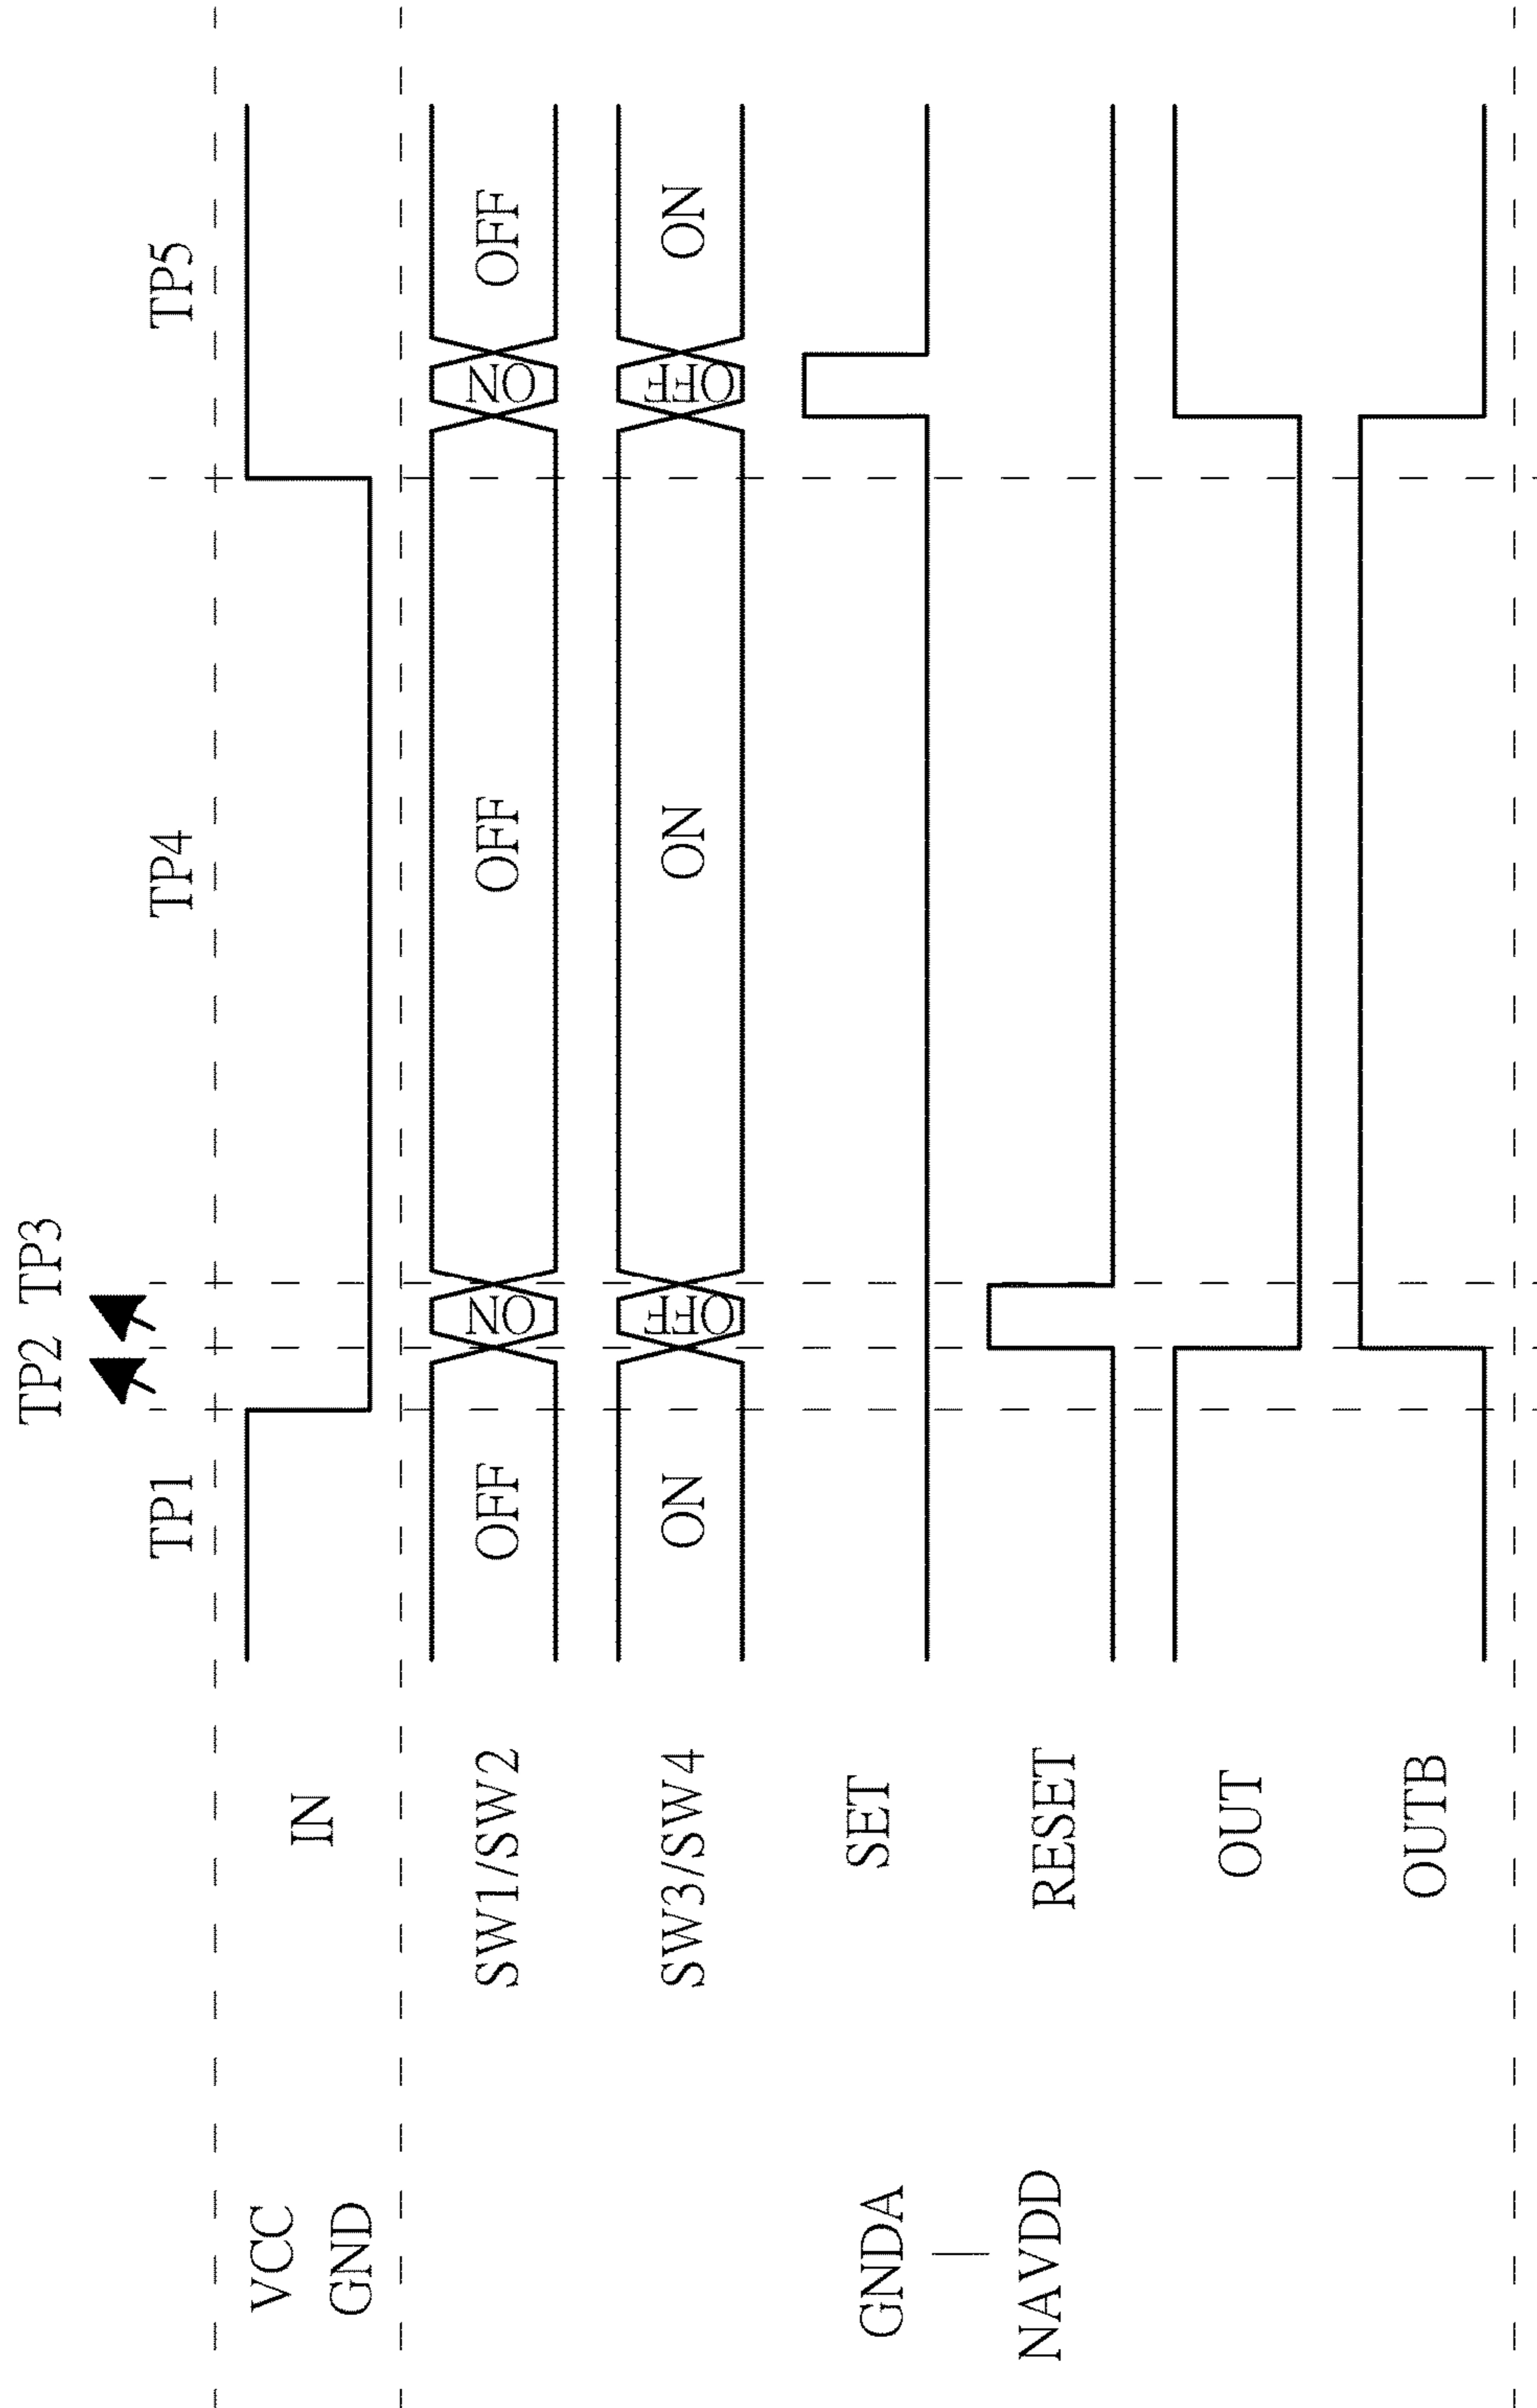 TP1
TP2
TP3
TP4
TP5
VCC
GND
IN
SW1/SW2
OFF
ON
OFF
ON
OFF
SW3/SW4
ON
OFF
ON
OFF
ON
GNDA
NAVDD
SET
RESET
OUT
OUTB